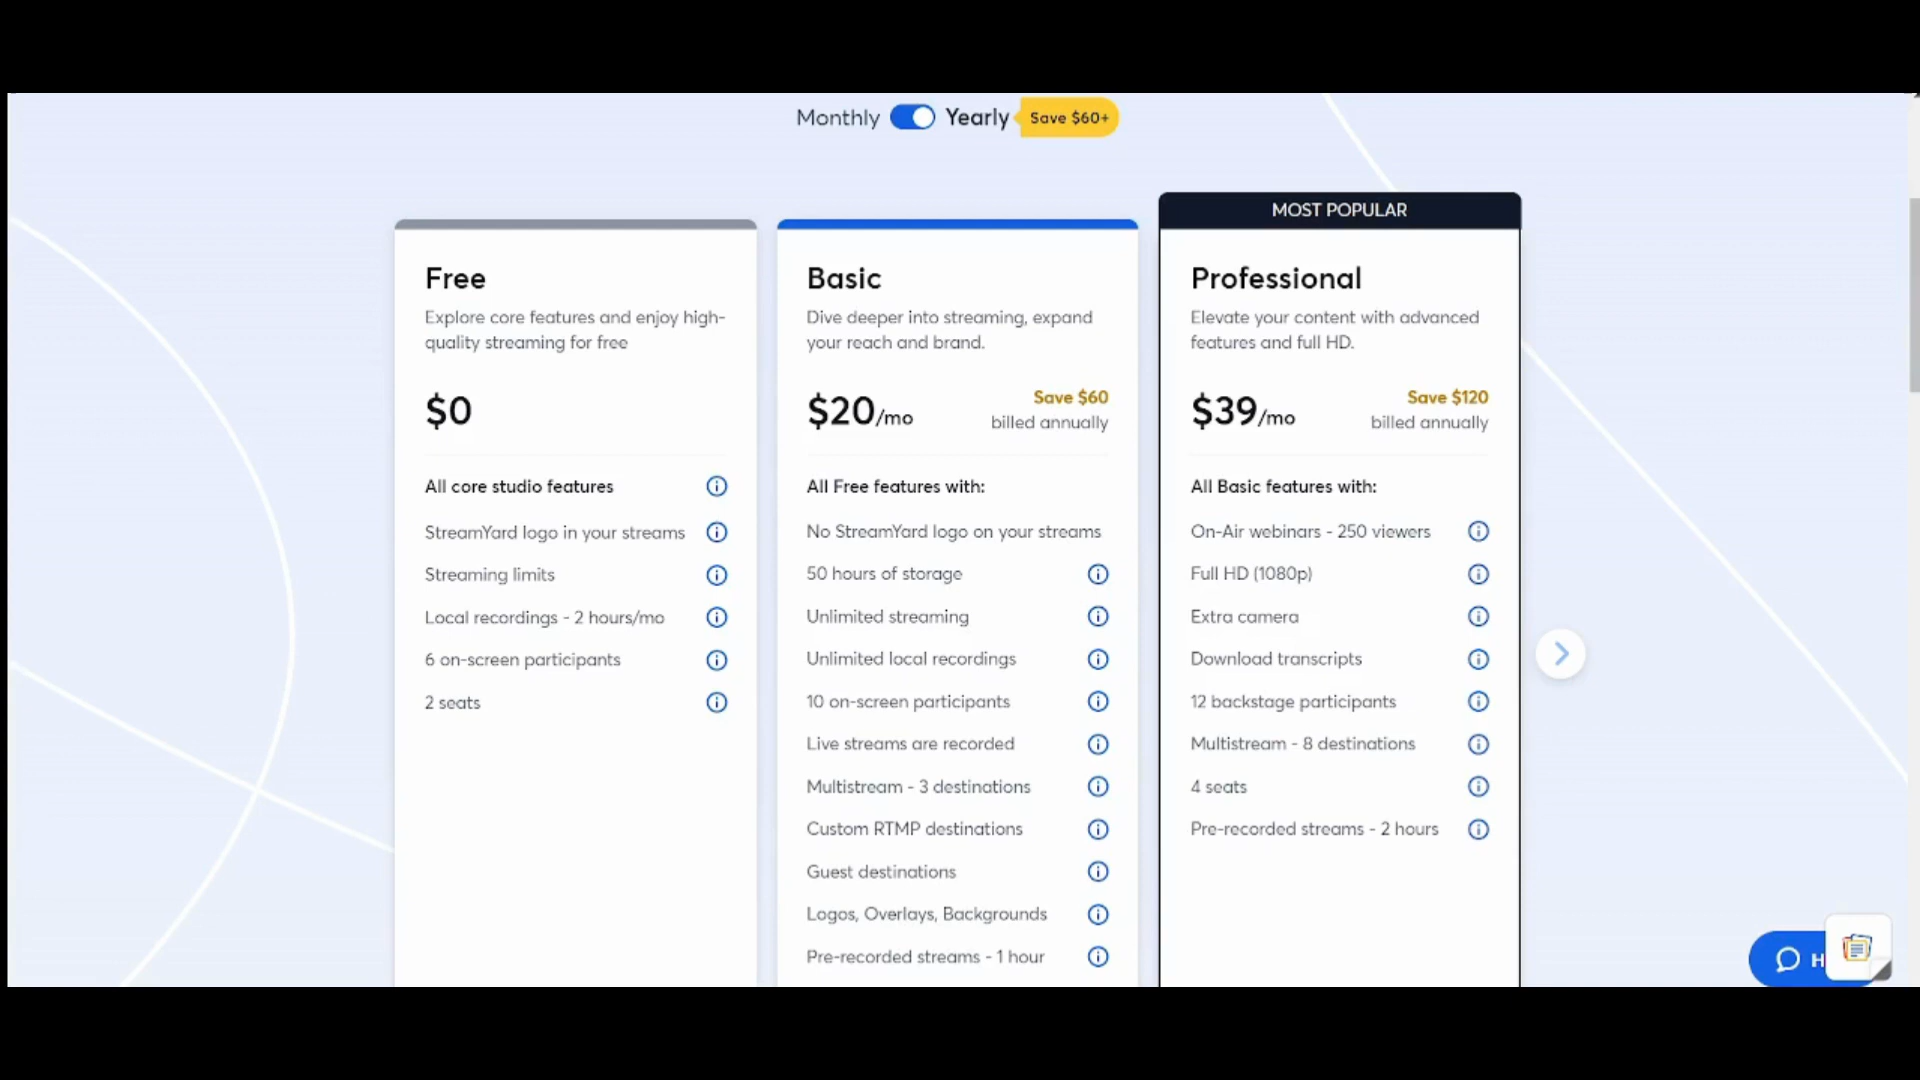 Monthly Yearly Save $60+
MOST POPULAR
Free
Explore core features and enjoy high-
quality streaming for free
$0
All core studio features
StreamYard logo in your streams
Streaming limits
Local recordings - 2 hours/mo
6 on-screen participants
2 seats
Basic
Dive deeper into streaming, expand
your reach and brand.
$20/mo
Save $60
billed annually
All Free features with:
No StreamYard logo on your streams
50 hours of storage
Unlimited streaming
Unlimited local recordings
10 on-screen participants
Live streams are recorded
Multistream - 3 destinations
Custom RTMP destinations
Guest destinations
Logos, Overlays, Backgrounds
Pre-recorded streams - 1 hour
Professional
Elevate your content with advanced
features and full HD.
$39/mo
Save $120
billed annually
All Basic features with:
On-Air webinars - 250 viewers
Full HD (1080p)
Extra camera
Download transcripts
12 backstage participants
Multistream - 8 destinations
4 seats
Pre-recorded streams - 2 hours